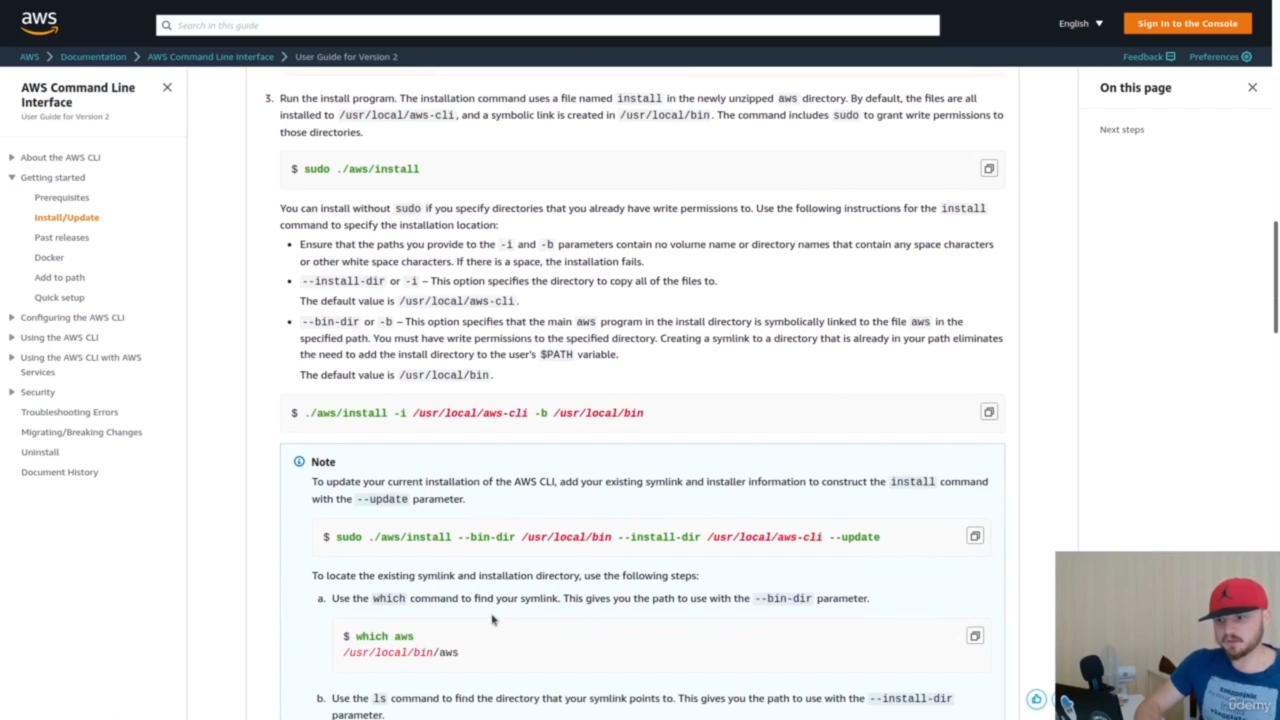 aws
Search in this guide
English
Sign In to the Console
AWS
Documentation
AWS Command Line Interface
User Guide for Version 2
Feedback
Preferences
AWS Command Line
Interface
User Guide for Version 2
About the AWS CLI
Getting started
Prerequisites
Install/Update
Past releases
Docker
Add to path
Quick setup
Configuring the AWS CLI
Using the AWS CLI
Using the AWS CLI with AWS
Services
Security
Troubleshooting Errors
Migrating/Breaking Changes
Uninstall
Document History
3. Run the install program. The installation command uses a file named install in the newly unzipped aws directory. By default, the files are all
installed to /usr/local/aws-cli, and a symbolic link is created in /usr/local/bin. The command includes sudo to grant write permissions to
those directories.
$ sudo ./aws/install
You can install without sudo if you specify directories that you already have write permissions to. Use the following instructions for the install
command to specify the installation location:
• Ensure that the paths you provide to the -i and -b parameters contain no volume name or directory names that contain any space characters
or other white space characters. If there is a space, the installation fails.
• --install-dir or -i – This option specifies the directory to copy all of the files to.
The default value is /usr/local/aws-cli.
• --bin-dir or -b – This option specifies that the main aws program in the install directory is symbolically linked to the file aws in the
specified path. You must have write permissions to the specified directory. Creating a symlink to a directory that is already in your path eliminates
the need to add the install directory to the user's $PATH variable.
The default value is /usr/local/bin.
$ ./aws/install -i /usr/local/aws-cli -b /usr/local/bin
Note
To update your current installation of the AWS CLI, add your existing symlink and installer information to construct the install command
with the --update parameter.
$ sudo ./aws/install --bin-dir /usr/local/bin --install-dir /usr/local/aws-cli --update
To locate the existing symlink and installation directory, use the following steps:
a. Use the which command to find your symlink. This gives you the path to use with the --bin-dir parameter.
$ which aws
/usr/local/bin/aws
b. Use the ls command to find the directory that your symlink points to. This gives you the path to use with the --install-dir
parameter.
On this page
Next steps
udemy